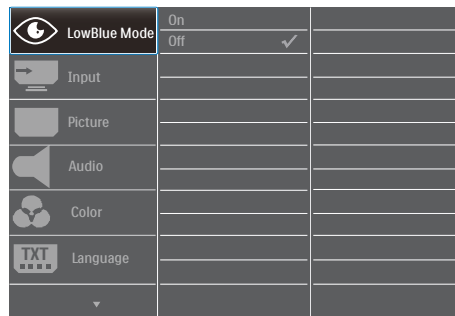 LowBlue Mode
On
Off
Input
Picture
Audio
Color
TXT
Language